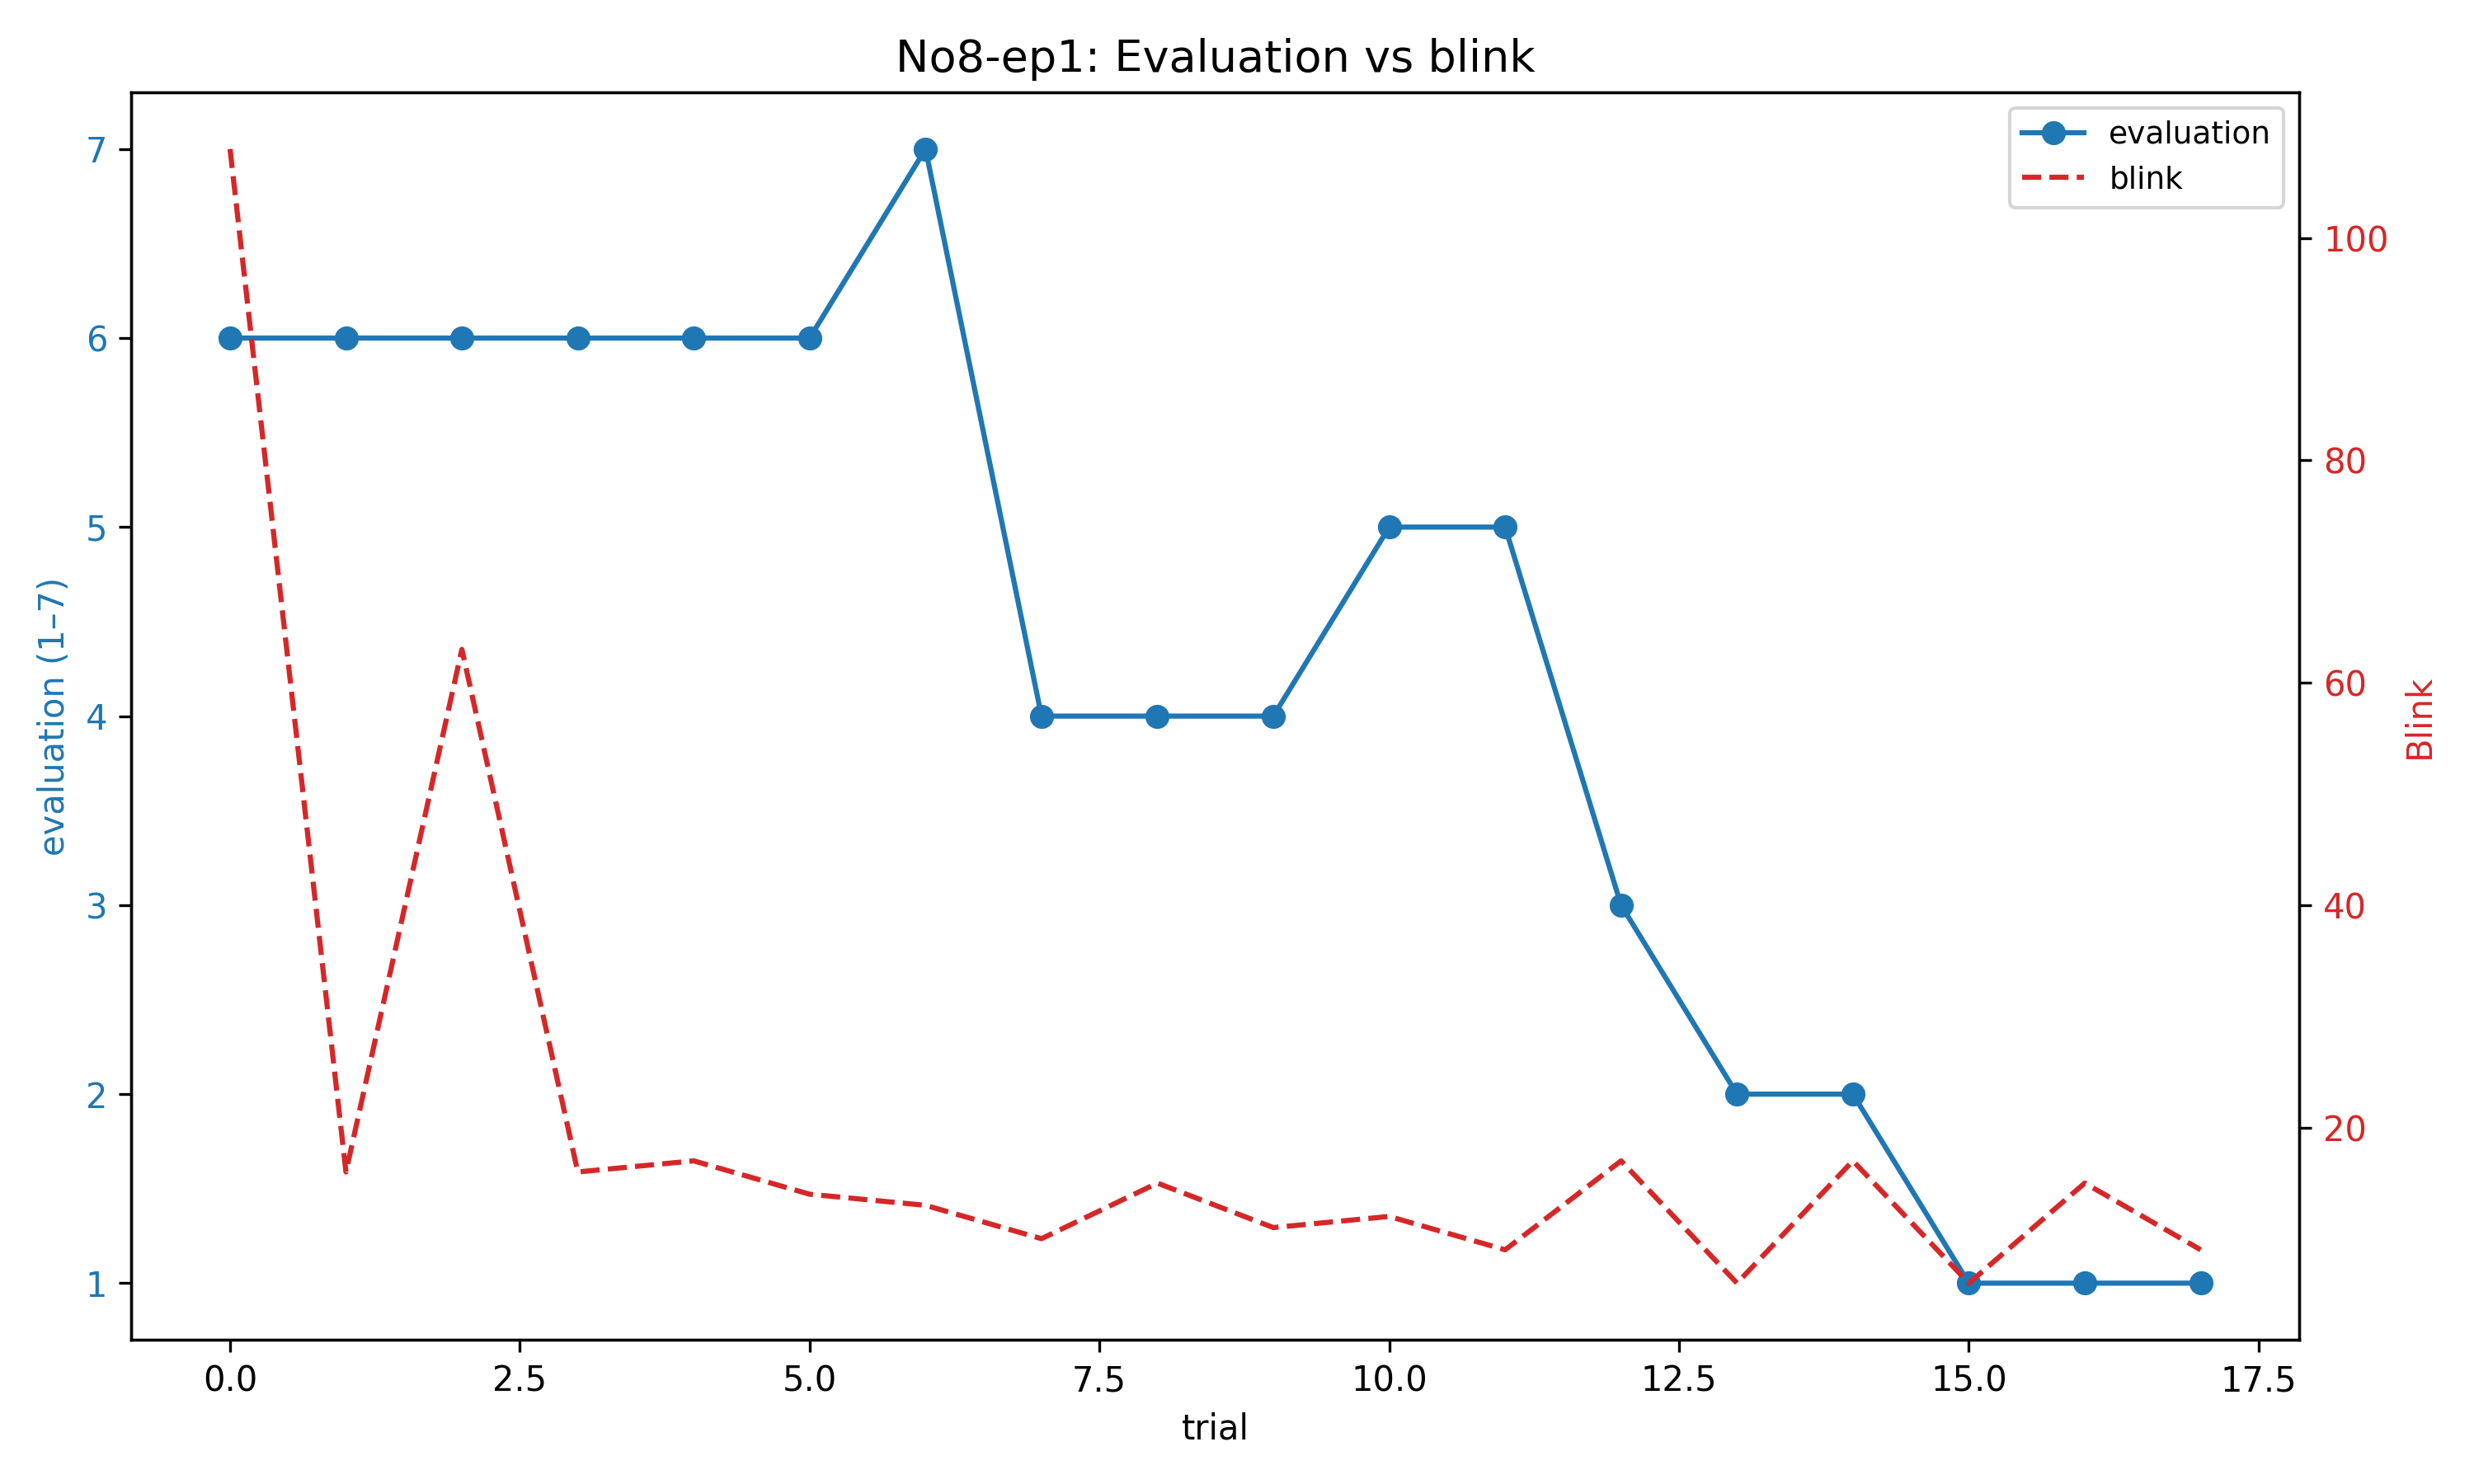 No8-ep1: Evaluation vs blink
evaluation
blink
7
6
5
4
3
2
1
evaluation (1–7)
100
80
60
40
20
Blink
0.0 2.5 5.0 7.5 10.0 12.5 15.0 17.5
trial